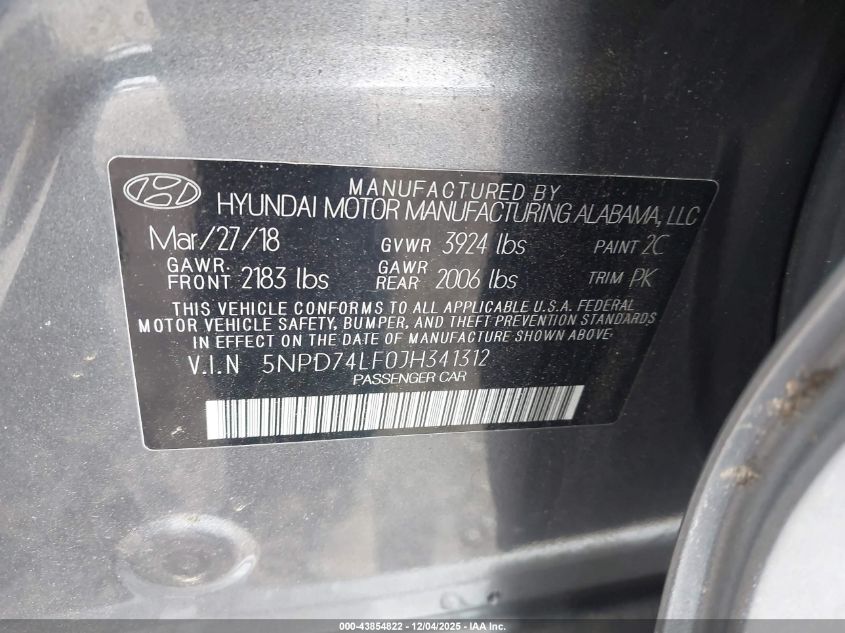 MANUFACTURED BY
HYUNDAI MOTOR MANUFACTURING ALABAMA, LLC
Mar/27/18 GVWR 3924 lbs PAINT 2C
GAWR FRONT 2183 lbs GAWR REAR 2006 lbs TRIM PK
THIS VEHICLE CONFORMS TO ALL APPLICABLE U.S.A. FEDERAL
MOTOR VEHICLE SAFETY, BUMPER, AND THEFT PREVENTION STANDARDS
IN EFFECT ON THE DATE OF MANUFACTURE SHOWN ABOVE.
V.I.N 5NPD74LF0JH341312
PASSENGER CAR
000-43854822 - 12/04/2025 - IAA Inc.